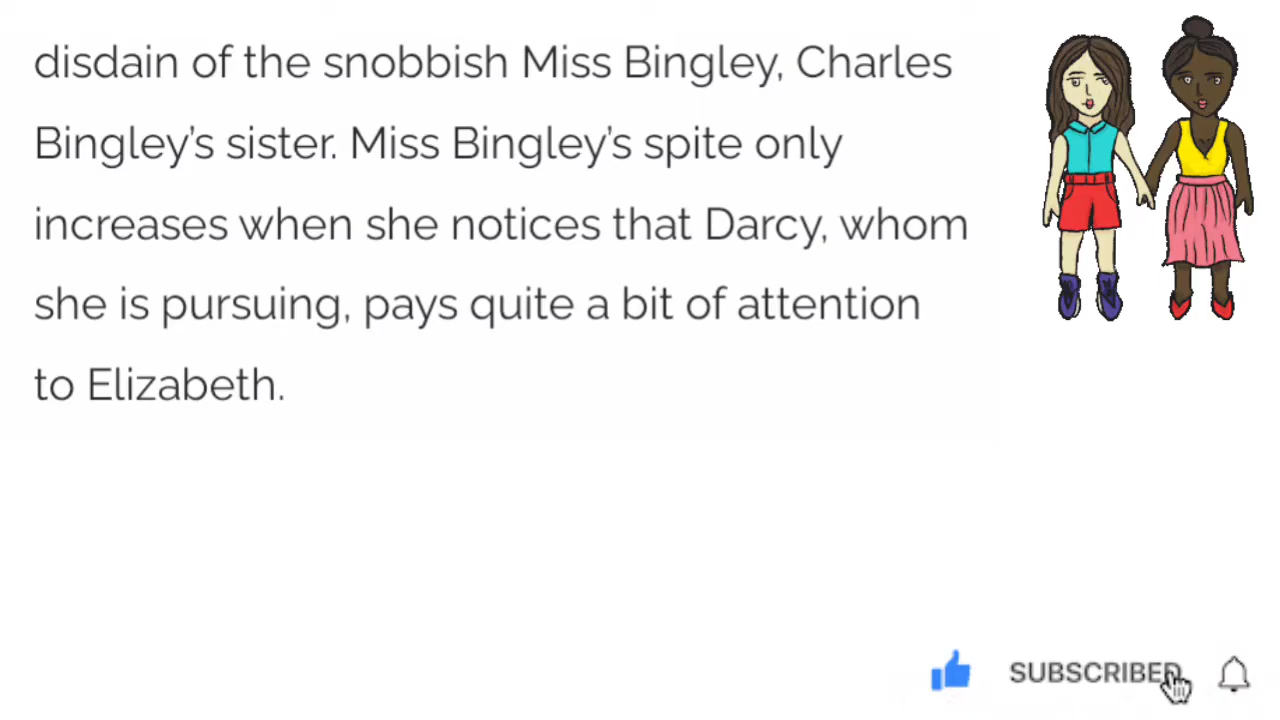 disdain of the snobbish Miss Bingley, Charles
Bingley’s sister. Miss Bingley’s spite only
increases when she notices that Darcy, whom
she is pursuing, pays quite a bit of attention
to Elizabeth.
SUBSCRIBED